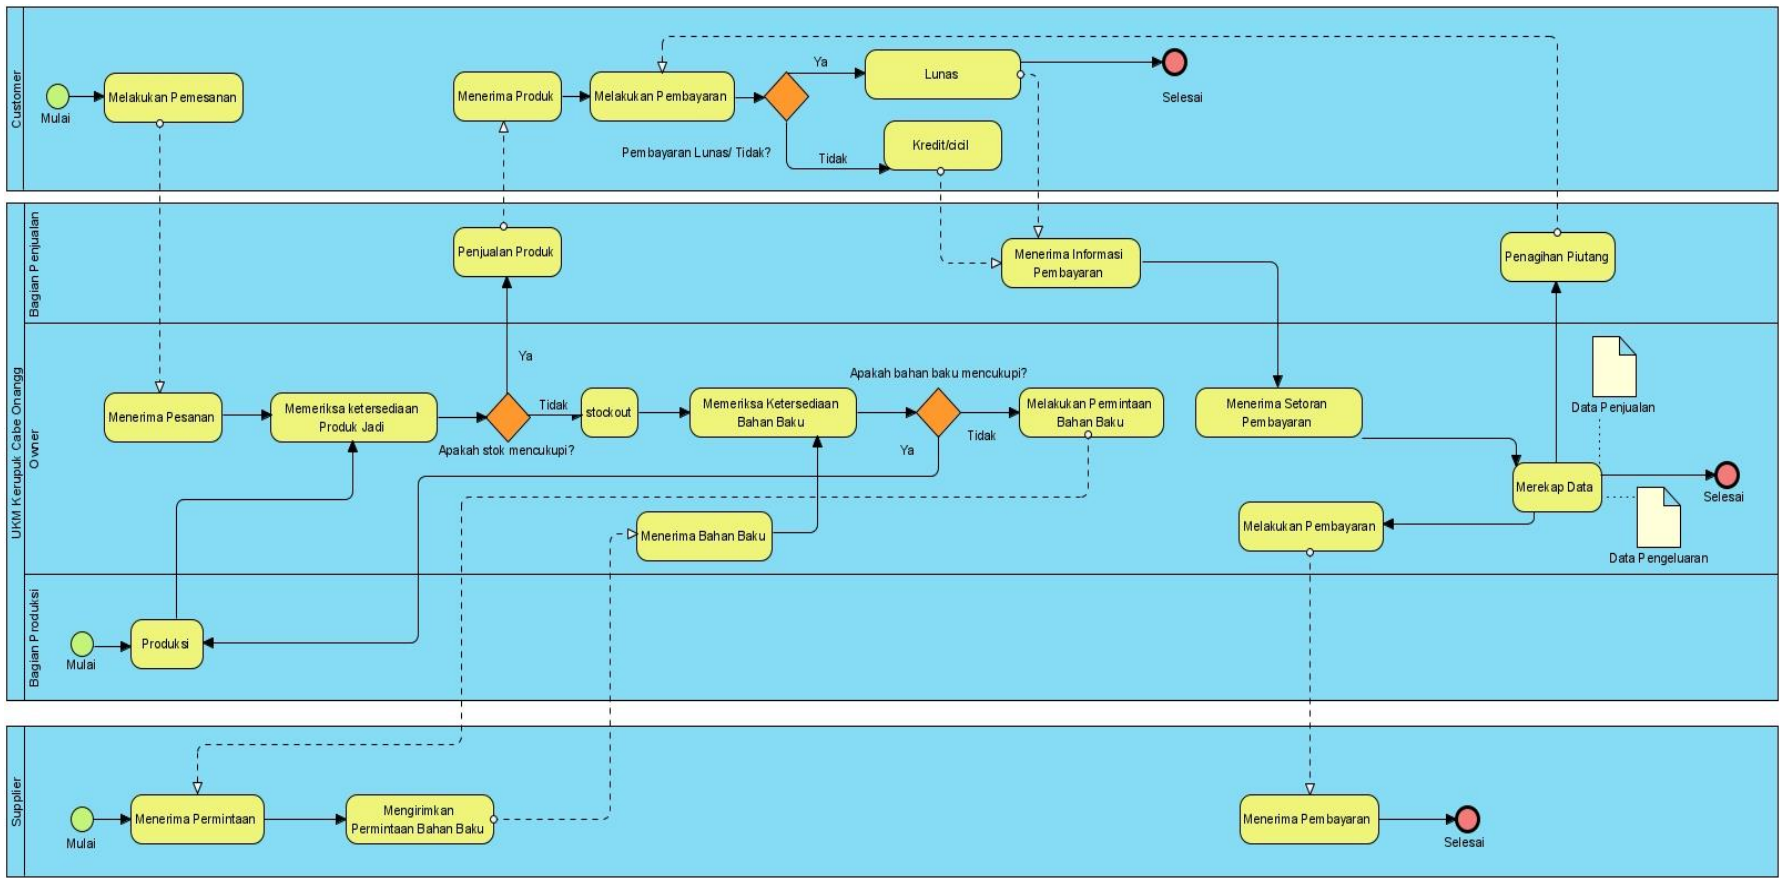 Customer
Mulai
Melakukan Pemesanan
Menerima Produk
Melakukan Pembayaran
Pembayaran Lunas/ Tidak?
Ya
Tidak
Lunas
Kredit/cicil
Selesai
UKM Kerupuk Cabe Onangg
Bagian Penjualan
Penjualan Produk
Menerima Informasi
Pembayaran
Penagihan Piutang
Owner
Menerima Pesanan
Memeriksa ketersediaan
Produk Jadi
Ya
Tidak
Apakah stok mencukupi?
stockout
Memeriksa Ketersediaan
Bahan Baku
Apakah bahan baku mencukupi?
Tidak
Ya
Melakukan Permintaan
Bahan Baku
Menerima Bahan Baku
Menerima Setoran
Pembayaran
Data Penjualan
Merekap Data
Selesai
Melakukan Pembayaran
Data Pengeluaran
Bagian Produksi
Mulai
Produksi
Supplier
Mulai
Menerima Permintaan
Mengirimkan
Permintaan Bahan Baku
Menerima Pembayaran
Selesai